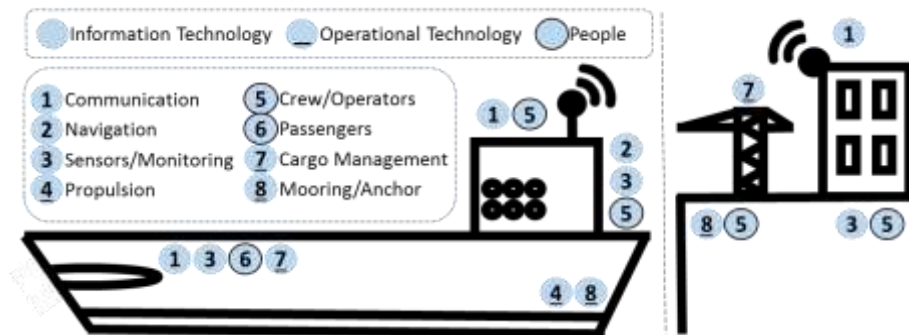 Information Technology Operational Technology People
1 Communication
2 Navigation
3 Sensors/Monitoring
4 Propulsion
5 Crew/Operators
6 Passengers
7 Cargo Management
8 Mooring/Anchor
1 5
2
3
5
1 3 6 7
4 8
1
7
8 5
3 5